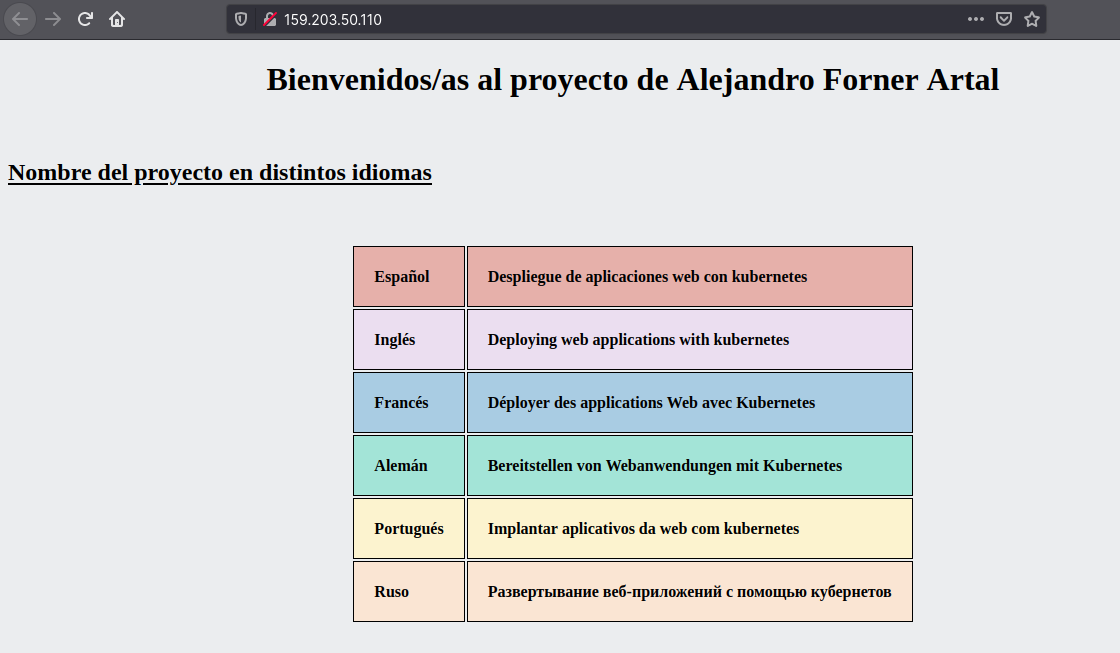 159.203.50.110
Bienvenidos/as al proyecto de Alejandro Forner Artal
Nombre del proyecto en distintos idiomas
Español Despliegue de aplicaciones web con kubernetes
Inglés Deploying web applications with kubernetes
Francés Déployer des applications Web avec Kubernetes
Alemán Bereitstellen von Webanwendungen mit Kubernetes
Portugués Implantar aplicativos da web com kubernetes
Ruso Развертывание веб-приложений с помощью кубернетов